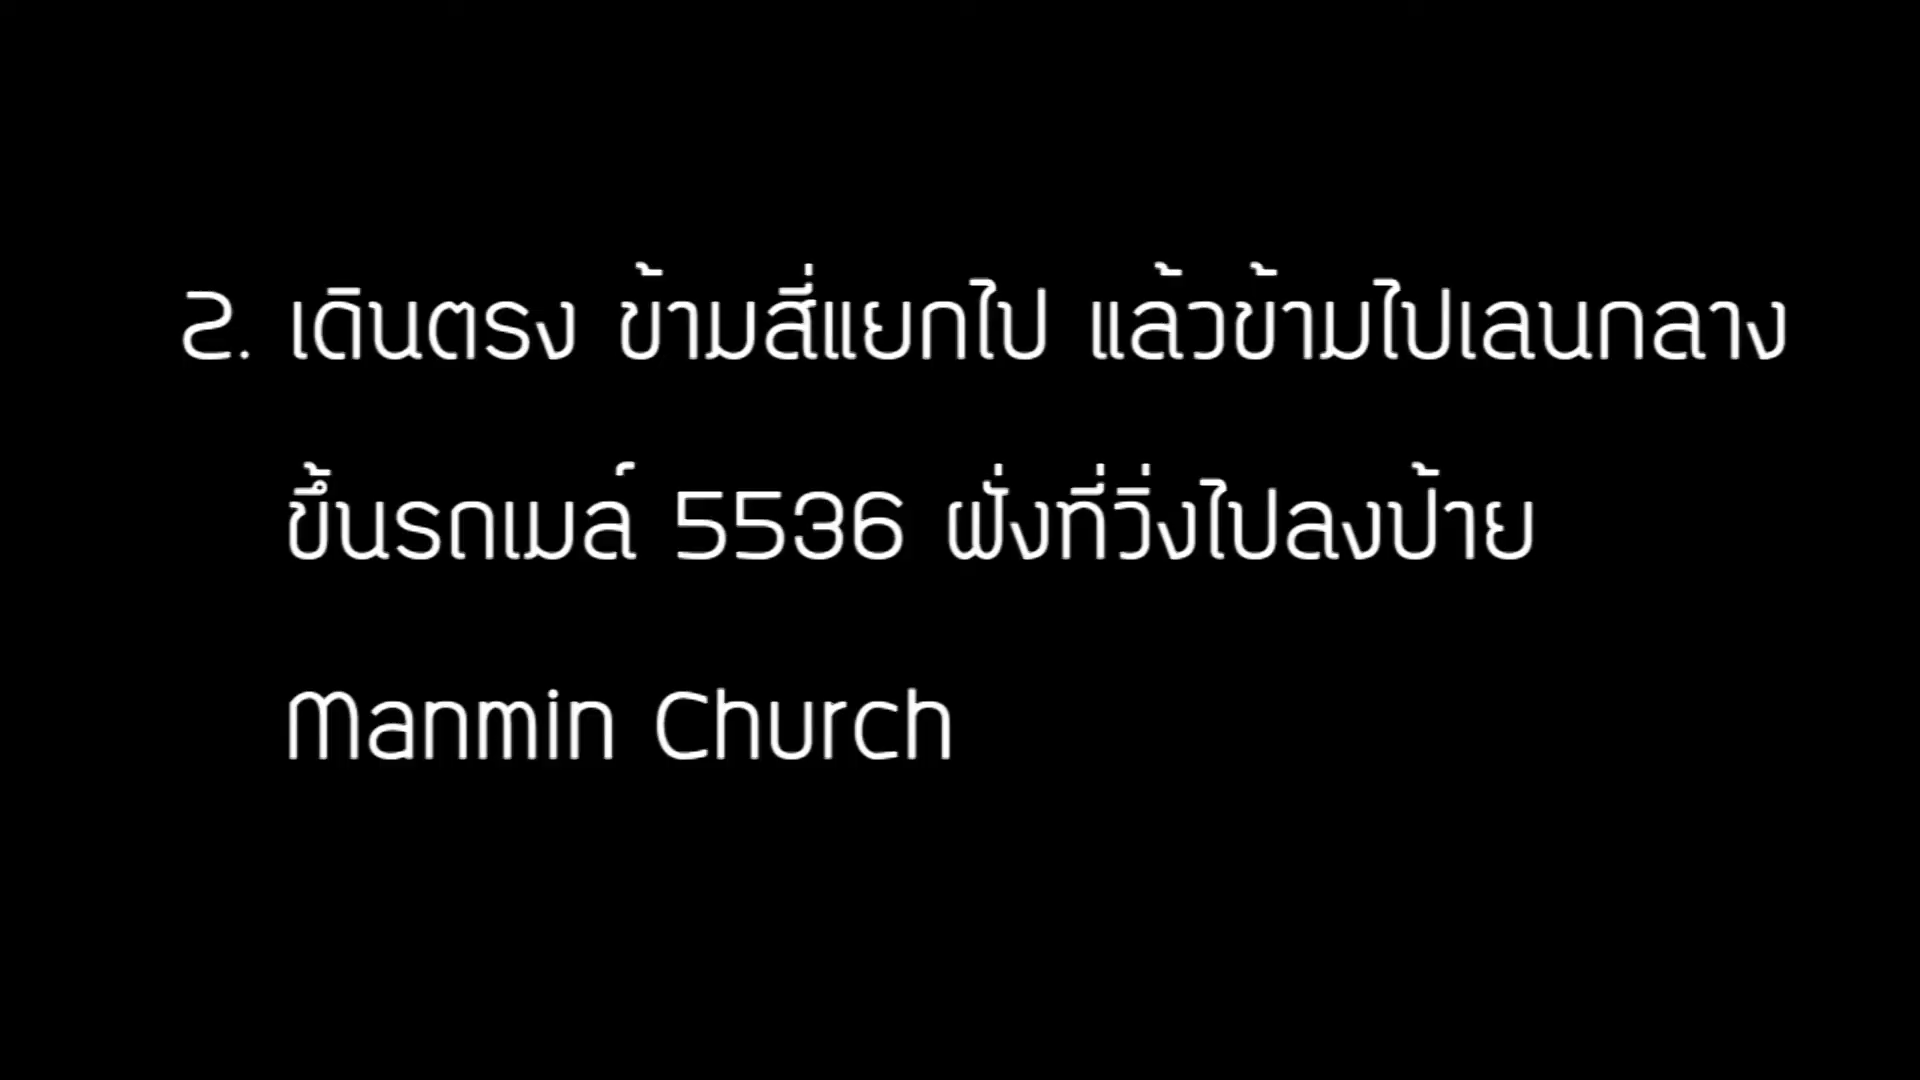 2. เดินตรง ข้ามสี่แยกไป แล้วข้ามไปเลนกลาง
ขึ้นรถเมล์ 5536 ฝั่งที่วิ่งไปลงป้าย
Manmin Church